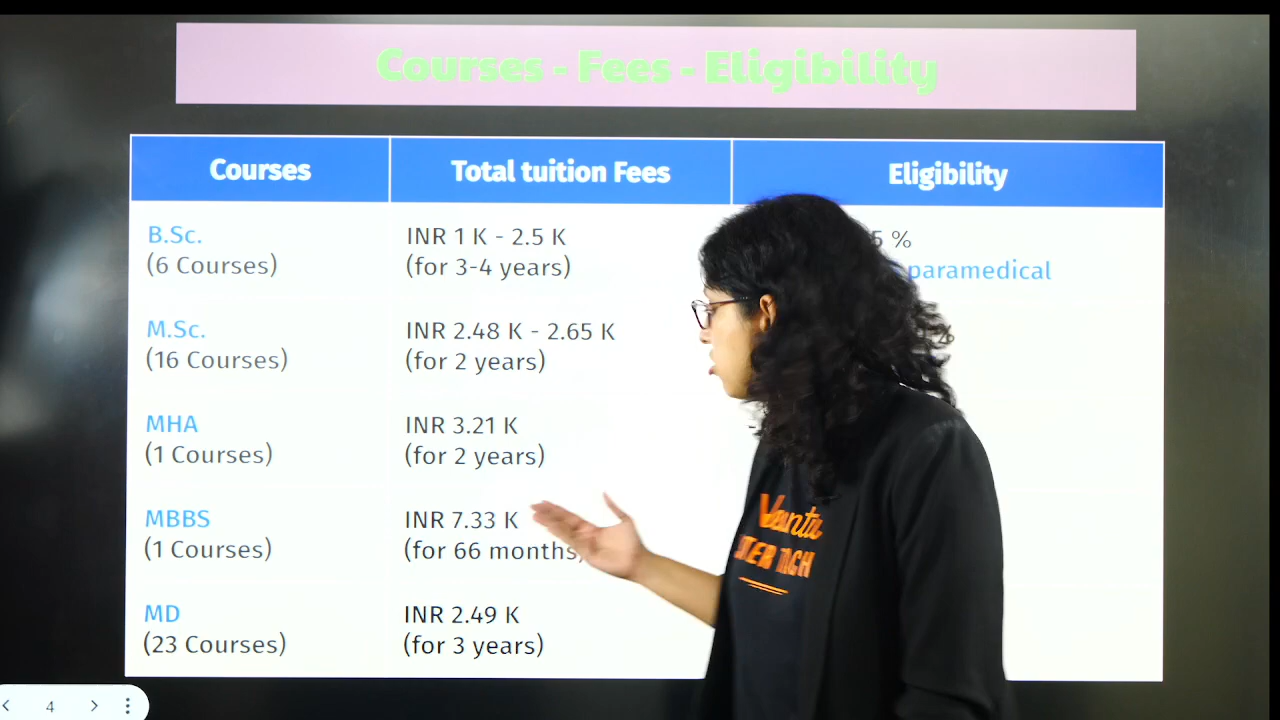 Courses - Fees - Eligibility
Courses
Total tuition Fees
Eligibility
B.Sc.
(6 Courses)
INR 1 K - 2.5 K
(for 3-4 years)
5 %
paramedical
M.Sc.
(16 Courses)
INR 2.48 K - 2.65 K
(for 2 years)
MHA
(1 Courses)
INR 3.21 K
(for 2 years)
MBBS
(1 Courses)
INR 7.33 K
(for 66 months)
MD
(23 Courses)
INR 2.49 K
(for 3 years)
4